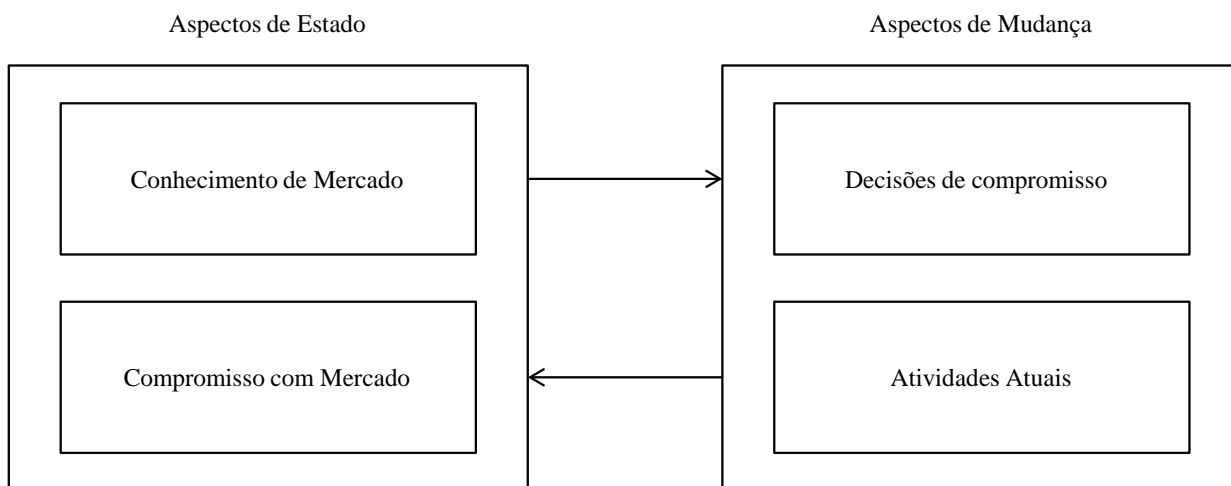 Aspectos de Estado
Aspectos de Mudança
Conhecimento de Mercado
Decisões de compromisso
Compromisso com Mercado
Atividades Atuais